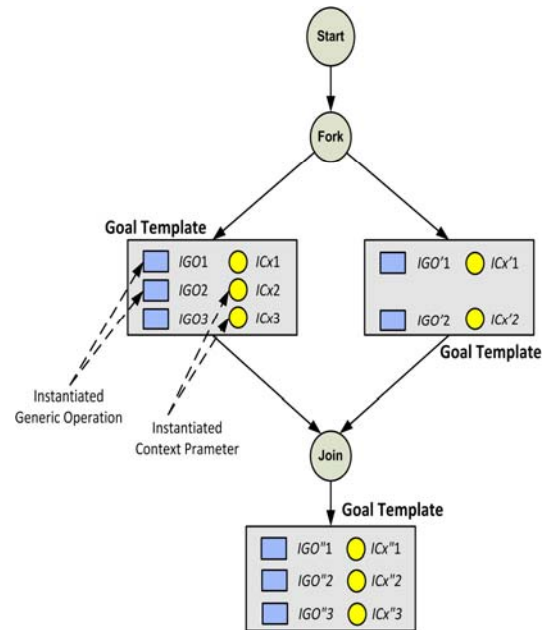 Start
Fork
Goal Template
IGO1 ICx1
IGO2 ICx2
IGO3 ICx3
IGO'1 ICx'1
IGO'2 ICx'2
Goal Template
Instantiated
Generic Operation
Instantiated
Context Prameter
Join
Goal Template
IGO"1 ICx"1
IGO"2 ICx"2
IGO"3 ICx"3